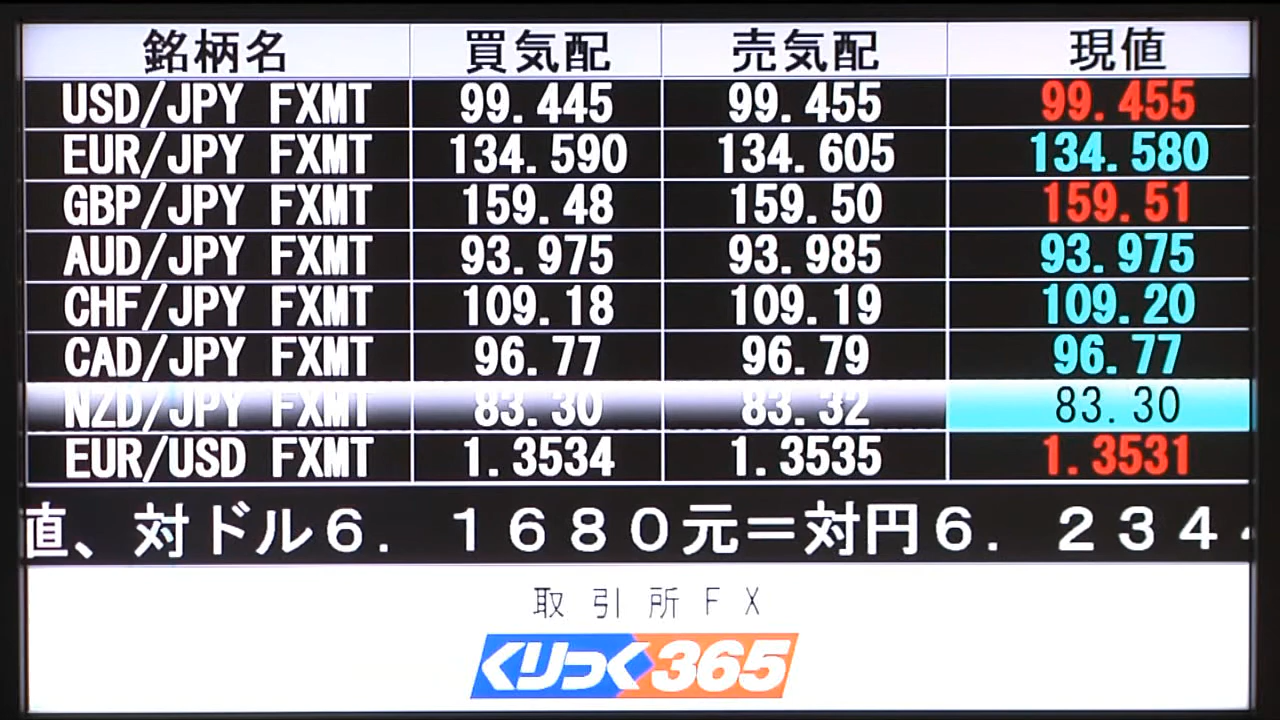 銘柄名 買気配 売気配 現値
USD/JPY FXMT 99.445 99.455 99.455
EUR/JPY FXMT 134.590 134.605 134.580
GBP/JPY FXMT 159.48 159.50 159.51
AUD/JPY FXMT 93.975 93.985 93.975
CHF/JPY FXMT 109.18 109.19 109.20
CAD/JPY FXMT 96.77 96.79 96.77
NZD/JPY FXMT 83.30 83.32 83.30
EUR/USD FXMT 1.3534 1.3535 1.3531
値、対ドル6.1680元＝対円6.234
取引所FX
くりっく365